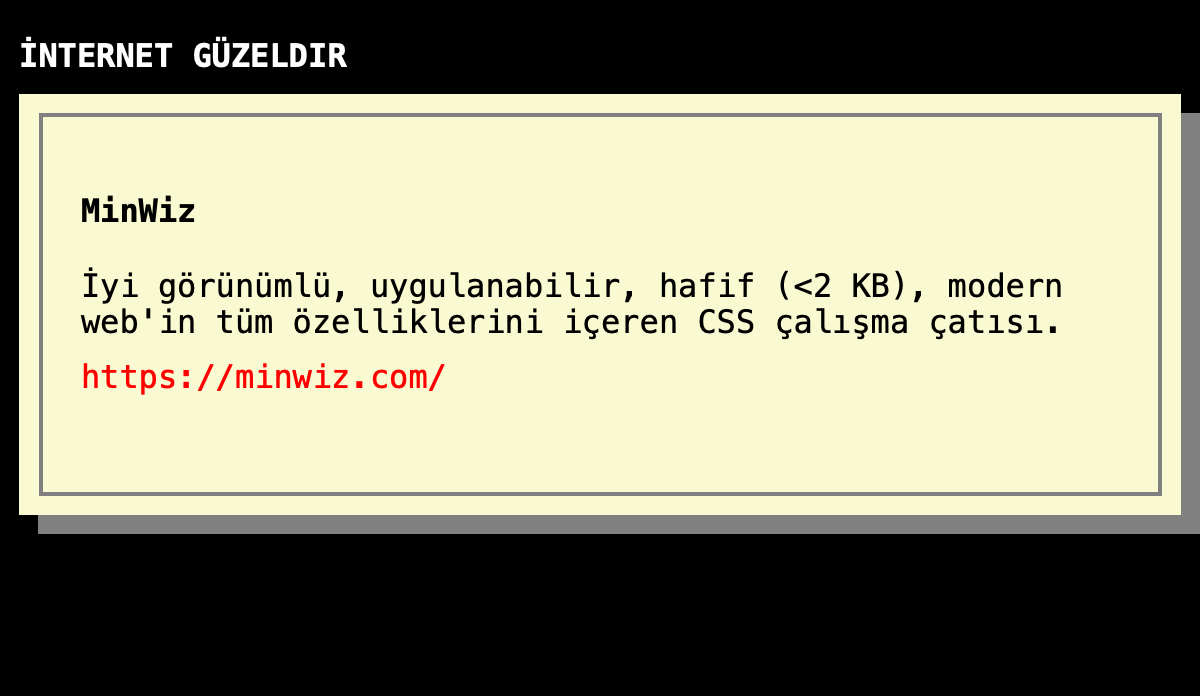 İNTERNET GÜZELDIR
MinWiz
İyi görünümlü, uygulanabilir, hafif (<2 KB), modern
web'in tüm özelliklerini içeren CSS çalışma çatısı.
https://minwiz.com/